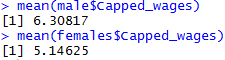 > mean(male$Capped_wages)
[1] 6.30817
> mean(females$Capped_wages)
[1] 5.14625